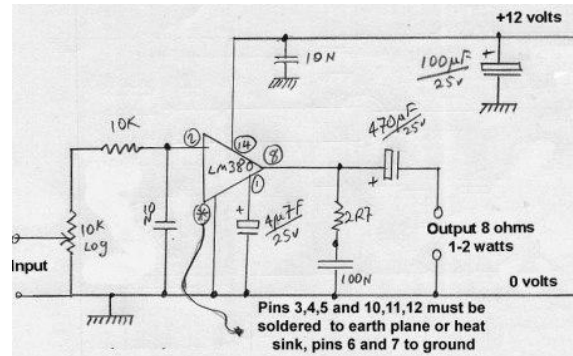 +12 volts
10N
100µF
25v
470µF
25v
10K
2
14
8
LM380
1
10K
Log
10
N
4µ7F
25v
2R7
Output 8 ohms
1-2 watts
Input
100N
0 volts
Pins 3,4,5 and 10,11,12 must be
soldered to earth plane or heat
sink, pins 6 and 7 to ground